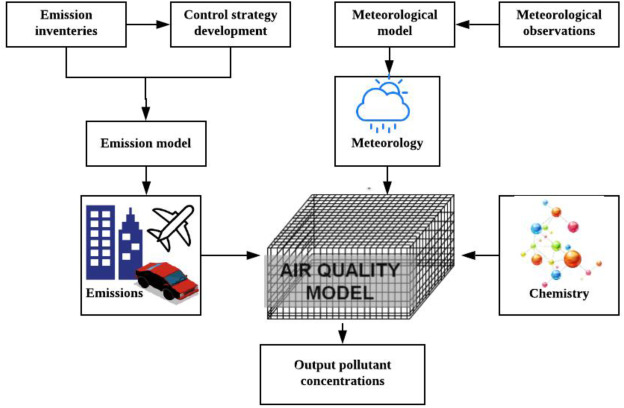 Emission
inventeries
Control strategy
development
Meteorological
model
Meteorological
observations
Emission model
Meteorology
Emissions
AIR QUALITY
MODEL
Chemistry
Output pollutant
concentrations